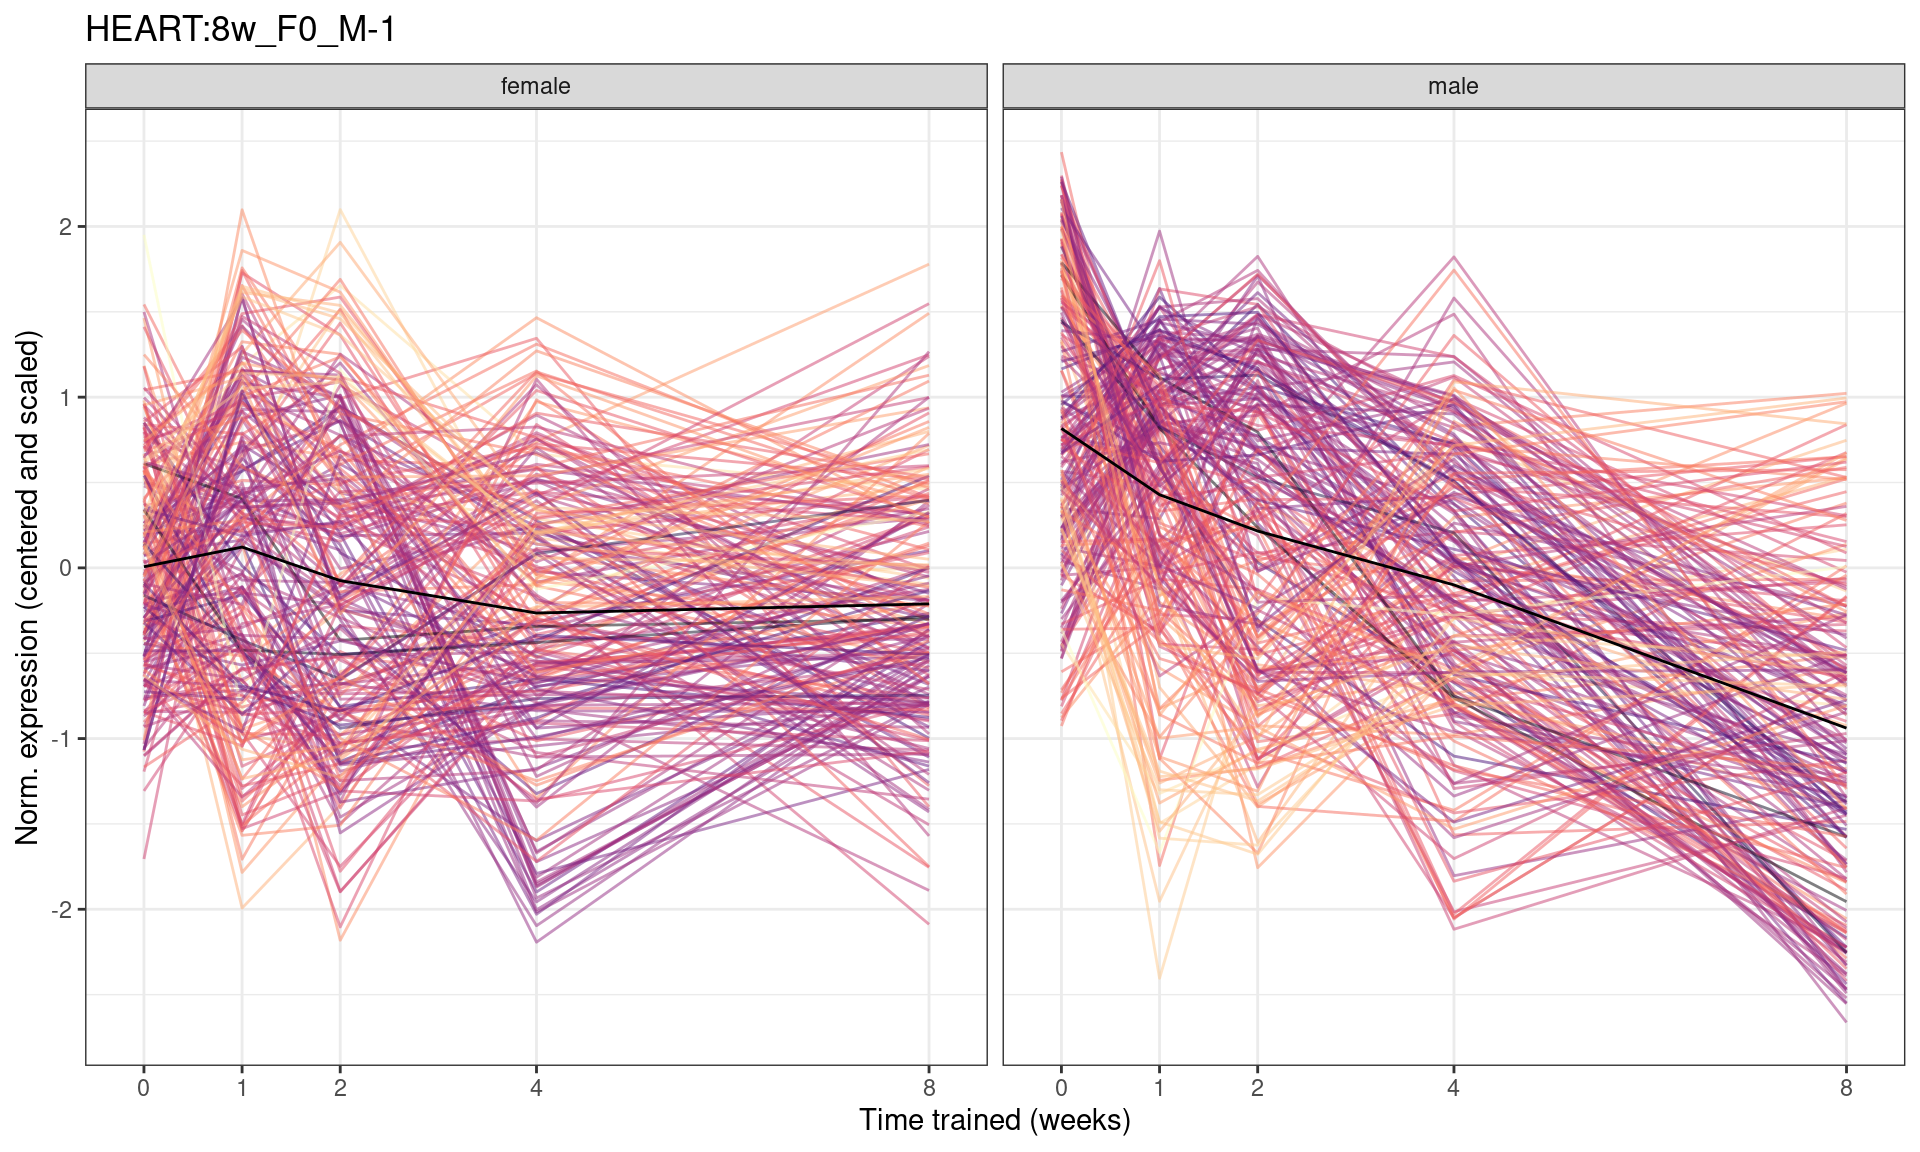 HEART:8w_F0_M-1
female
male
Norm. expression (centered and scaled)
2
1
0
-1
-2
0 1 2 4 8
0 1 2 4 8
Time trained (weeks)